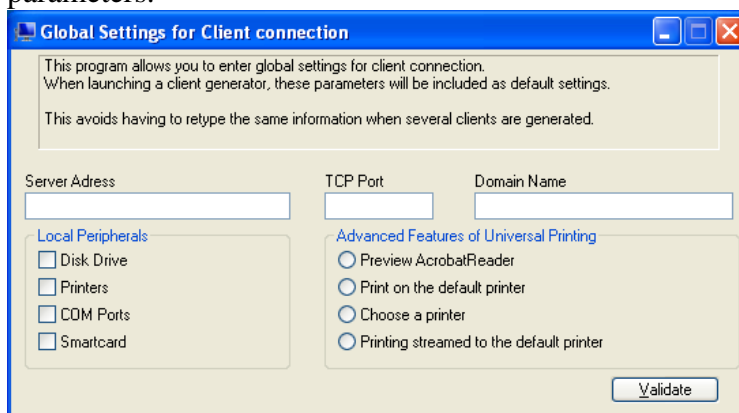 parameters.
Global Settings for Client connection
This program allows you to enter global settings for client connection.
When launching a client generator, these parameters will be included as default settings.
This avoids having to retype the same information when several clients are generated.
Server Adress TCP Port Domain Name
Local Peripherals
Disk Drive
Printers
COM Ports
Smartcard
Advanced Features of Universal Printing
Preview AcrobatReader
Print on the default printer
Choose a printer
Printing streamed to the default printer
Validate